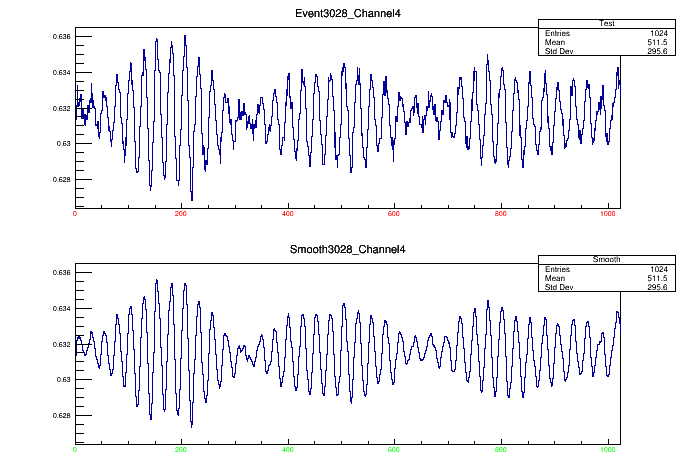 Event3028_Channel4
Test
Entries 1024
Mean 511.5
Std Dev 295.6
0.636
0.634
0.632
0.63
0.628
0 200 400 600 800 1000
Smooth3028_Channel4
Smooth
Entries 1024
Mean 511.5
Std Dev 295.6
0.636
0.634
0.632
0.63
0.628
0 200 400 600 800 1000